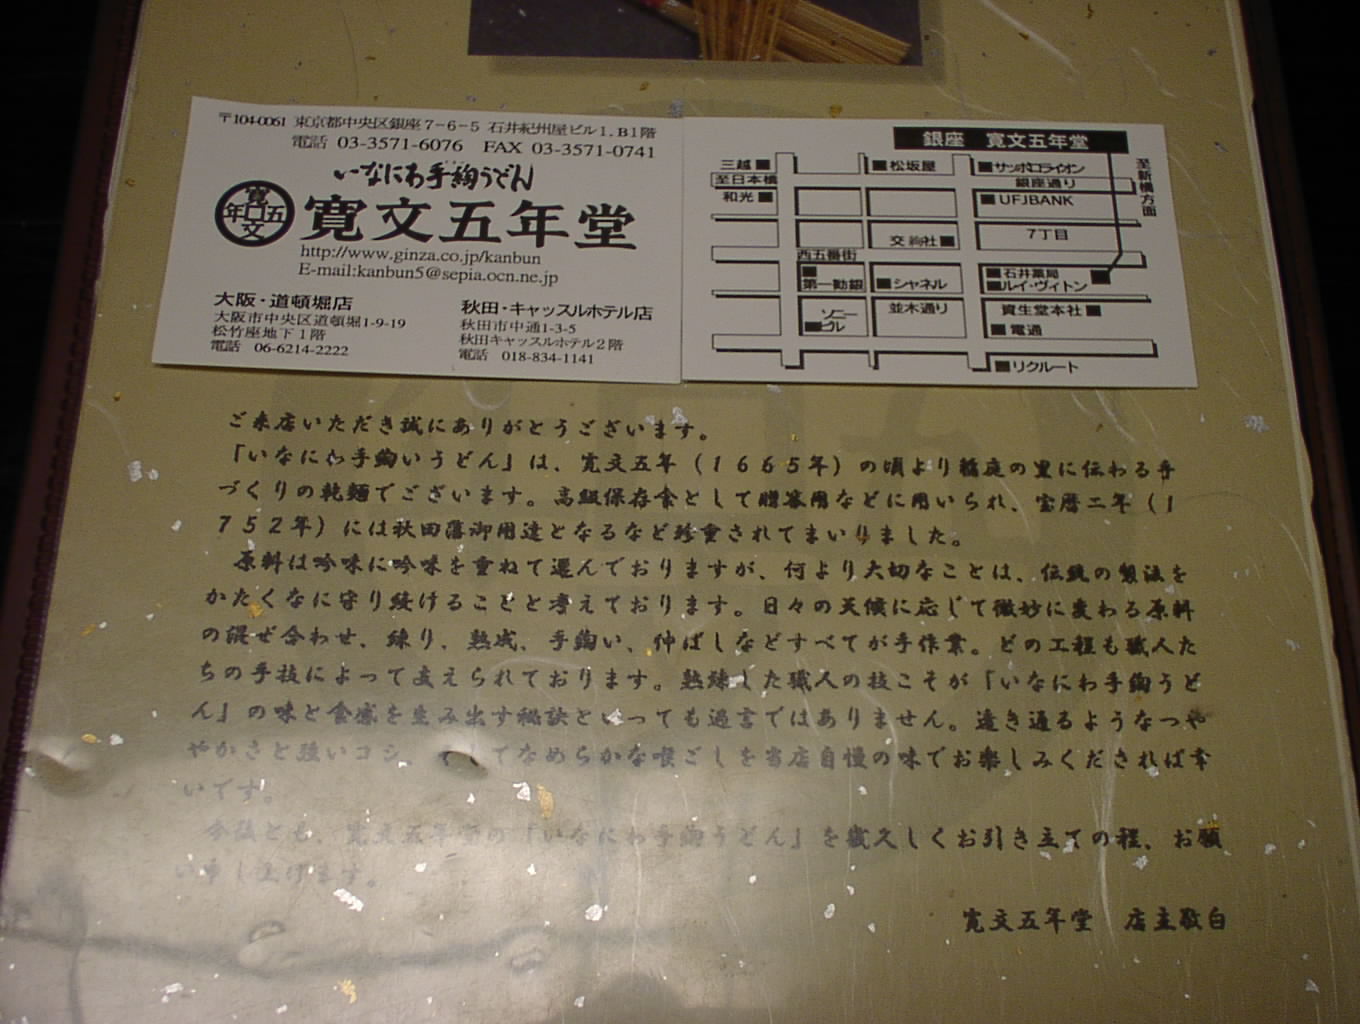 〒104-0061 東京都中央区銀座7-6-5 石井紀州屋ビル1.B1階
電話 03-3571-6076 FAX 03-3571-0741
いなにわ手綯うどん
寛文五年堂
http://www.ginza.co.jp/kanbun
E-mail:kanbun5@sepia.ocn.ne.jp
大阪・道頓堀店
大阪市中央区道頓堀1-9-19
松竹座地下1階
電話 06-6214-2222
秋田・キャッスルホテル店
秋田市中通1-3-5
秋田キャッスルホテル2階
電話 018-834-1141
銀座 寛文五年堂
三越
松坂屋
サッポロライオン
至新橋方面
至日本橋
銀座通り
和光
UFJBANK
交詢社
7丁目
西五番街
第一勧銀
シャネル
石井薬局
ルイ・ヴィトン
ソニービル
並木通り
資生堂本社
電通
リクルート
ご来店いただき誠にありがとうございます。
「いなにわ手綯いうどん」は、寛文五年(1665年)の頃より稲庭の里に伝わる手
づくりの乾麺でございます。高級保存食として贈答用などに用いられ、宝暦二年(1
752年)には秋田藩御用達となるなど珍重されてまいりました。
原料は吟味に吟味を重ねて選んでおりますが、何より大切なことは、伝統の製法を
かたくなに守り続けることと考えております。日々の天候に応じて微妙に変わる原料
の混ぜ合わせ、練り、熟成、手綯い、伸ばしなどすべてが手作業。どの工程も職人た
ちの手技によって支えられております。熟練した職人の技こそが「いなにわ手綯うど
ん」の味と食感を生み出す秘訣といっても過言ではありません。透き通るようなつや
やかさと強いコシ、そしてなめらかな喉ごしを当店自慢の味でお楽しみくだされば幸
いです。
今後とも、寛文五年堂の「いなにわ手綯うどん」を幾久しくお引き立ての程、お願
い申し上げます。
寛文五年堂 店主敬白